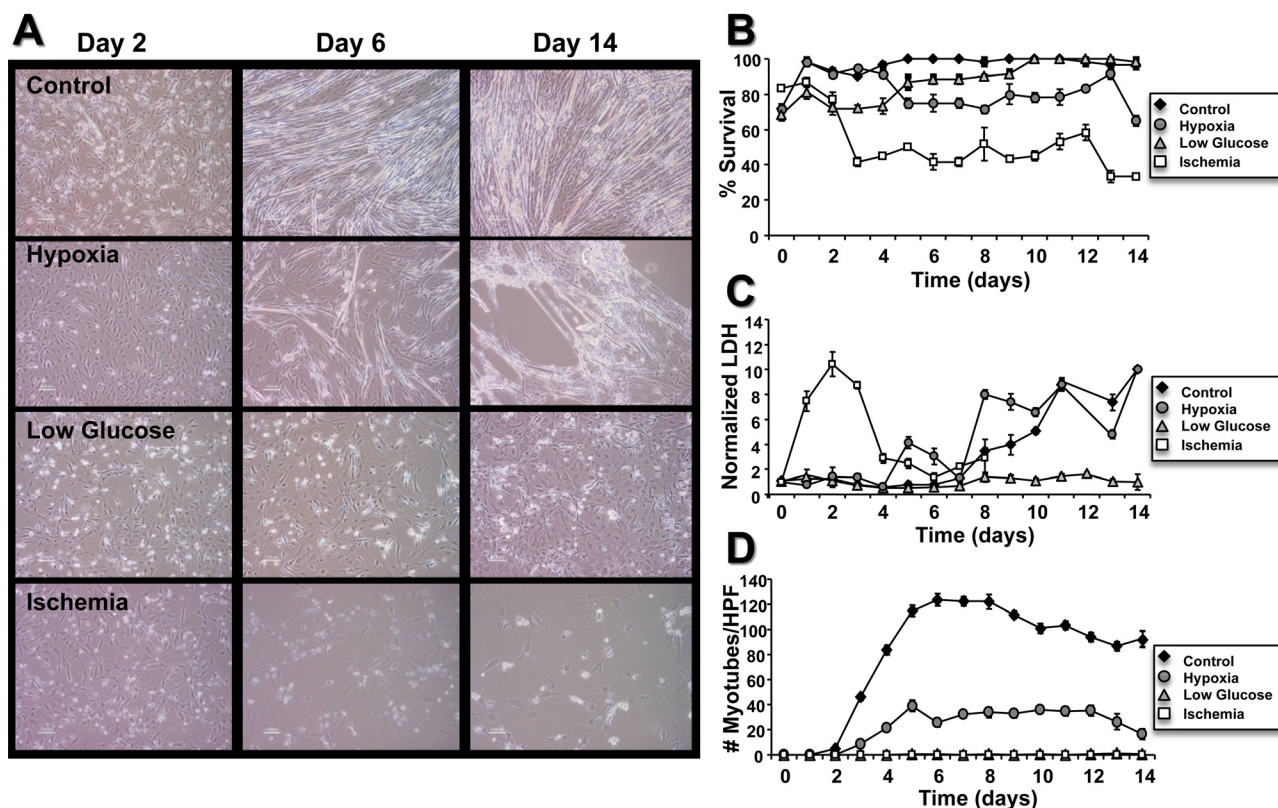 A
Day 2
Day 6
Day 14
Control
Hypoxia
Low Glucose
Ischemia
B
% Survival
100
80
60
40
20
0
0 2 4 6 8 10 12 14
Time (days)
Control
Hypoxia
Low Glucose
Ischemia
C
Normalized LDH
14
12
10
8
6
4
2
0
0 2 4 6 8 10 12 14
Time (days)
Control
Hypoxia
Low Glucose
Ischemia
D
# Myotubes/HPF
140
120
100
80
60
40
20
0
0 2 4 6 8 10 12 14
Time (days)
Control
Hypoxia
Low Glucose
Ischemia